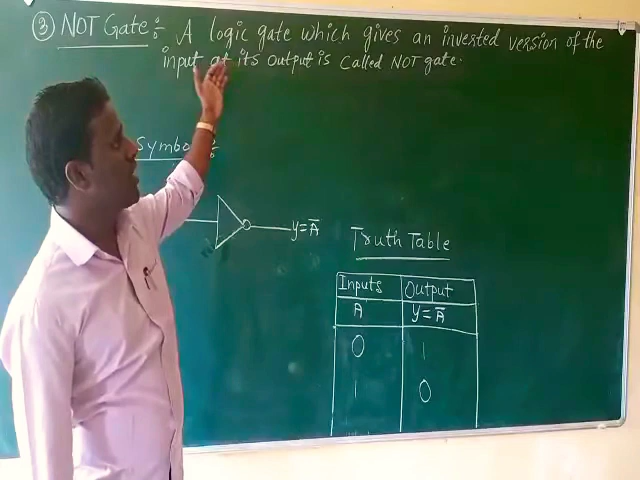 ③ NOT Gate:- A logic gate which gives an inverted version of the
input at its output is called NOT gate.
Symbol:-
y = A̅
Truth Table
Inputs Output
A y = A̅
0 1
1 0